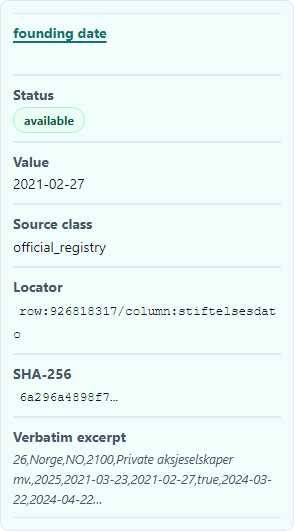 founding date
Status
available
Value
2021-02-27
Source class
official_registry
Locator
row:926818317/column:stiftelsesdat
o
SHA-256
6a296a4898f7…
Verbatim excerpt
26,Norge,NO,2100,Private aksjeselskaper
mv,2025,2021-03-23,2021-02-27,true,2024-03-
22,2024-04-22…